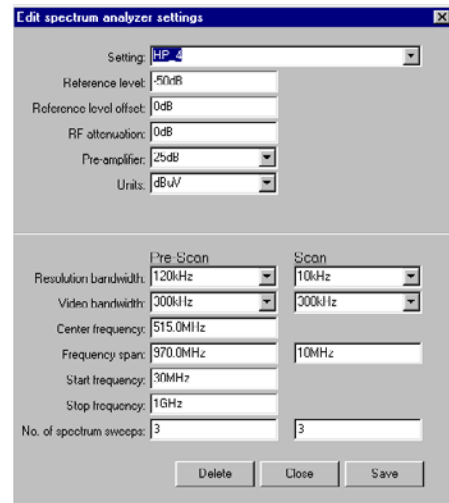 Edit spectrum analyzer settings
Setting: HP_4
Reference level: -50dB
Reference level offset: 0dB
RF attenuation: 0dB
Pre-amplifier: 25dB
Units: dBuV
Pre-Scan Scan
Resolution bandwidth: 120kHz 10kHz
Video bandwidth: 300kHz 300kHz
Center frequency: 515.0MHz
Frequency span: 970.0MHz 10MHz
Start frequency: 30MHz
Stop frequency: 1GHz
No. of spectrum sweeps: 3 3
Delete Close Save